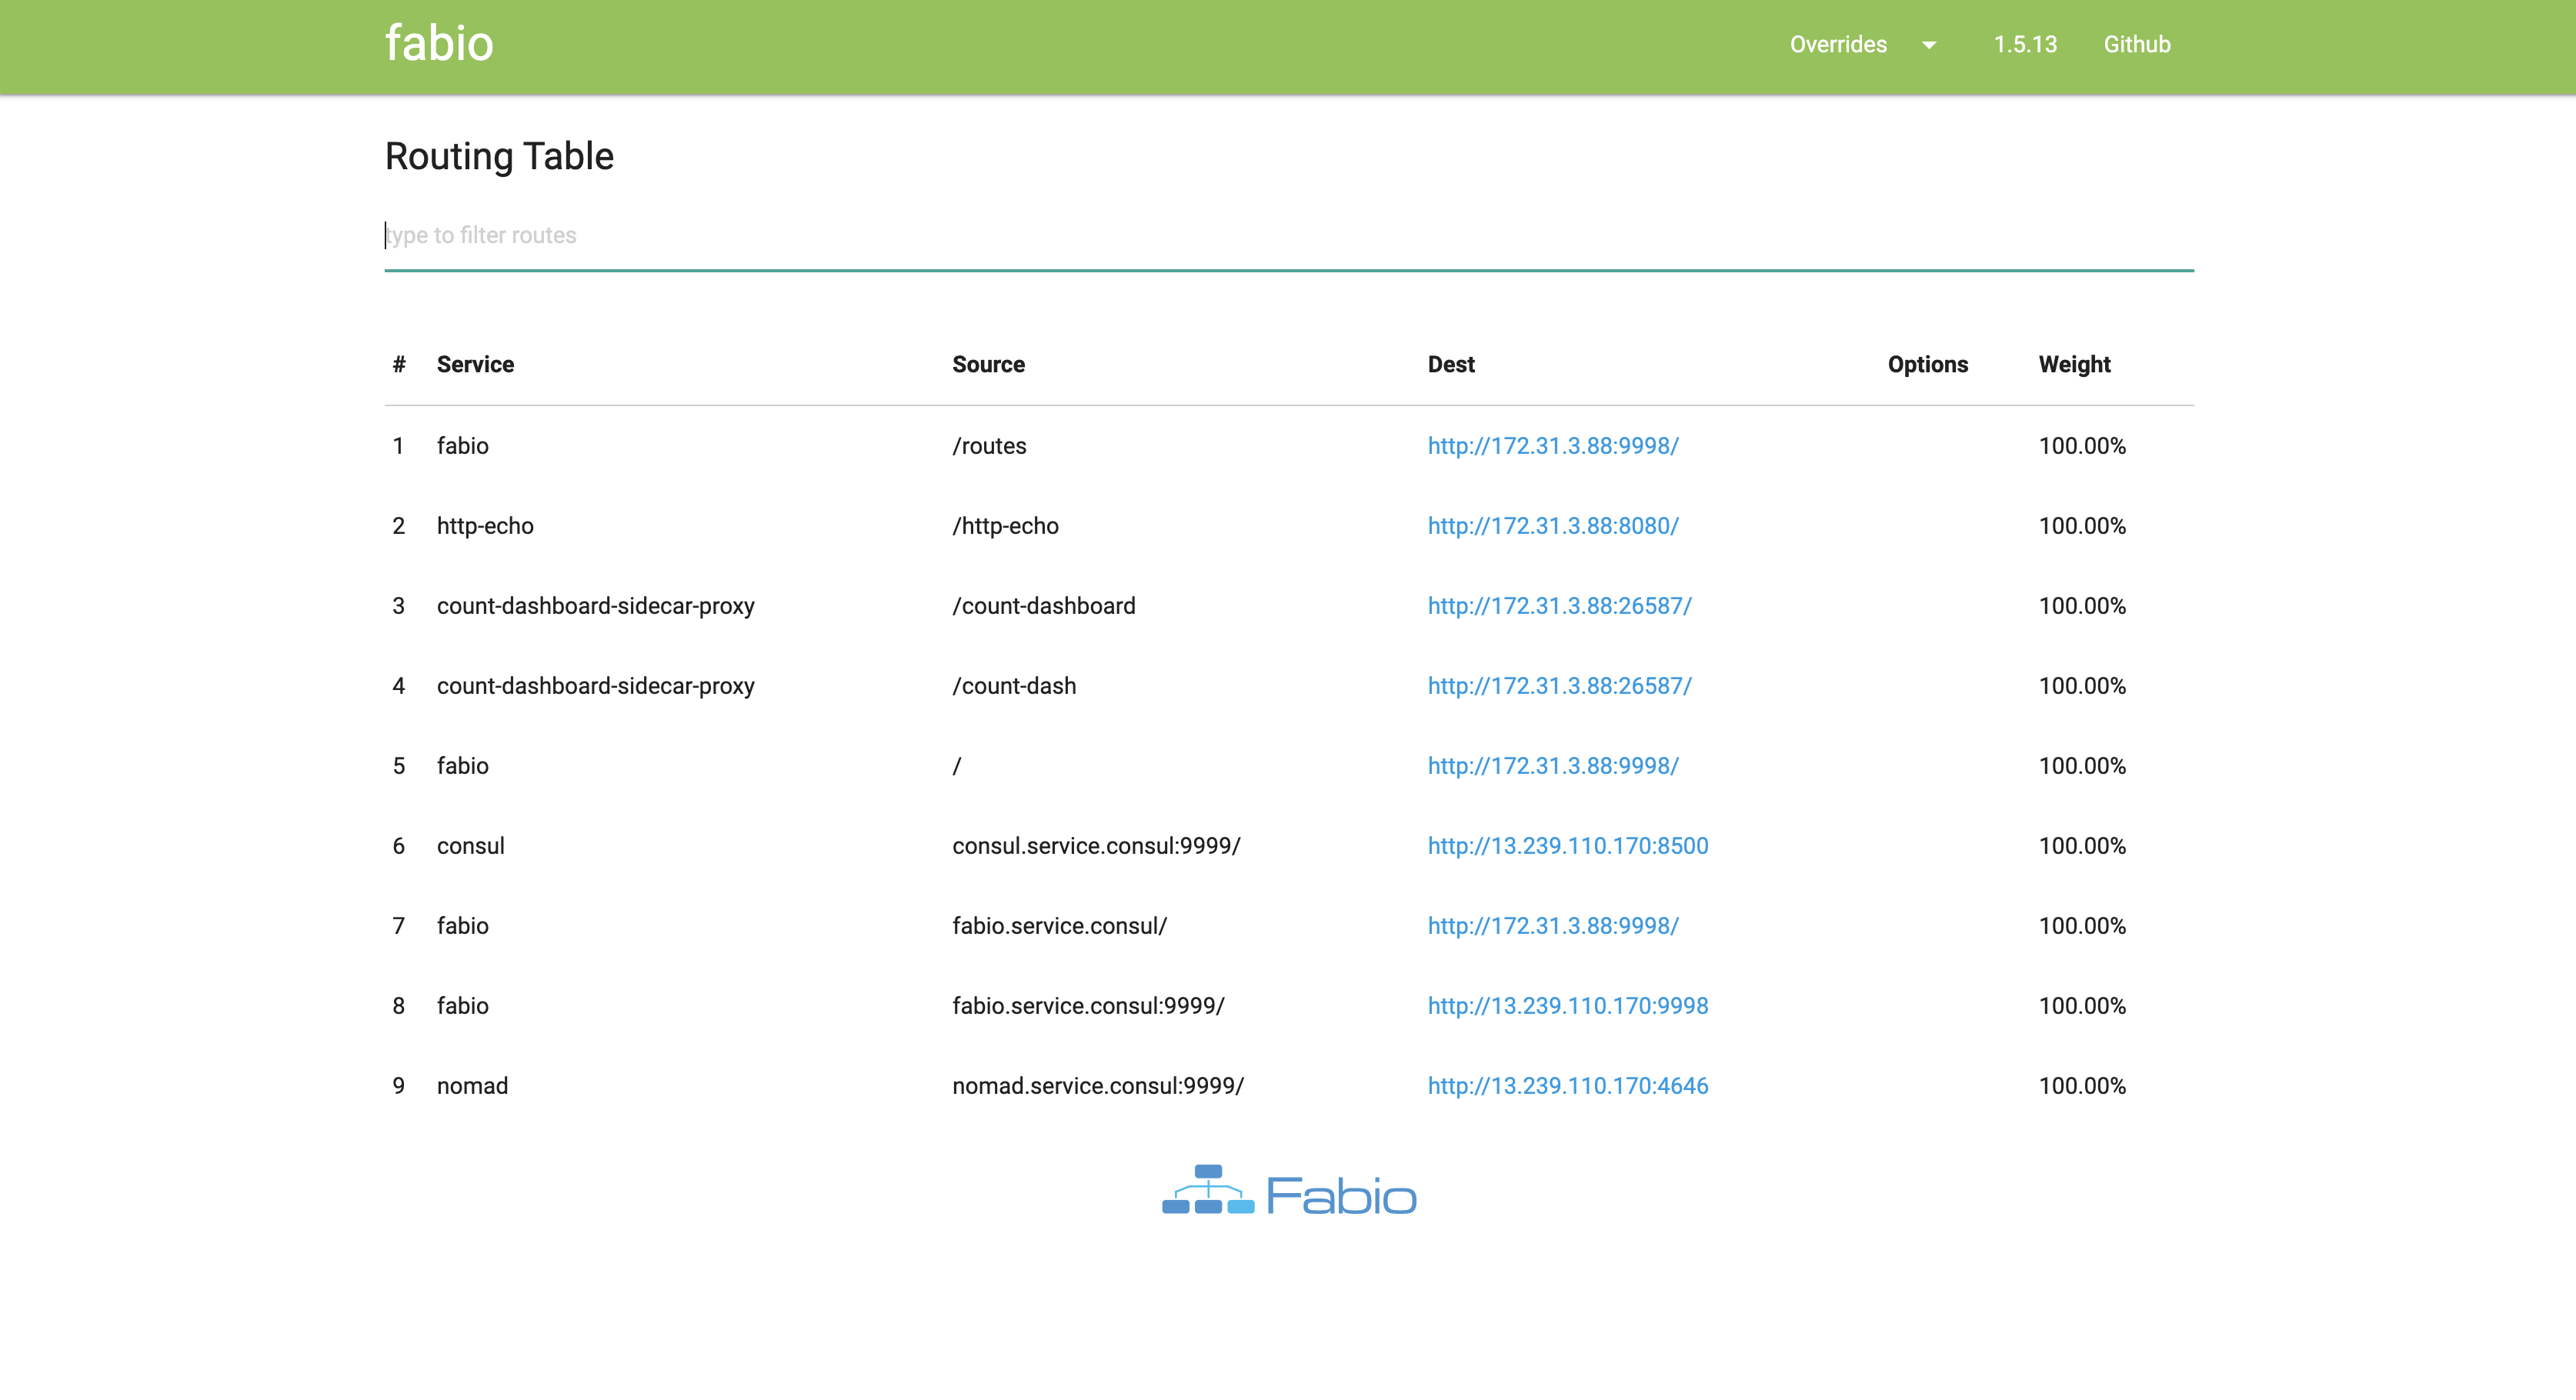 fabio Overrides 1.5.13 Github
Routing Table
type to filter routes
# Service Source Dest Options Weight
1 fabio /routes http://172.31.3.88:9998/ 100.00%
2 http-echo /http-echo http://172.31.3.88:8080/ 100.00%
3 count-dashboard-sidecar-proxy /count-dashboard http://172.31.3.88:26587/ 100.00%
4 count-dashboard-sidecar-proxy /count-dash http://172.31.3.88:26587/ 100.00%
5 fabio / http://172.31.3.88:9998/ 100.00%
6 consul consul.service.consul:9999/ http://13.239.110.170:8500 100.00%
7 fabio fabio.service.consul/ http://172.31.3.88:9998/ 100.00%
8 fabio fabio.service.consul:9999/ http://13.239.110.170:9998 100.00%
9 nomad nomad.service.consul:9999/ http://13.239.110.170:4646 100.00%
Fabio